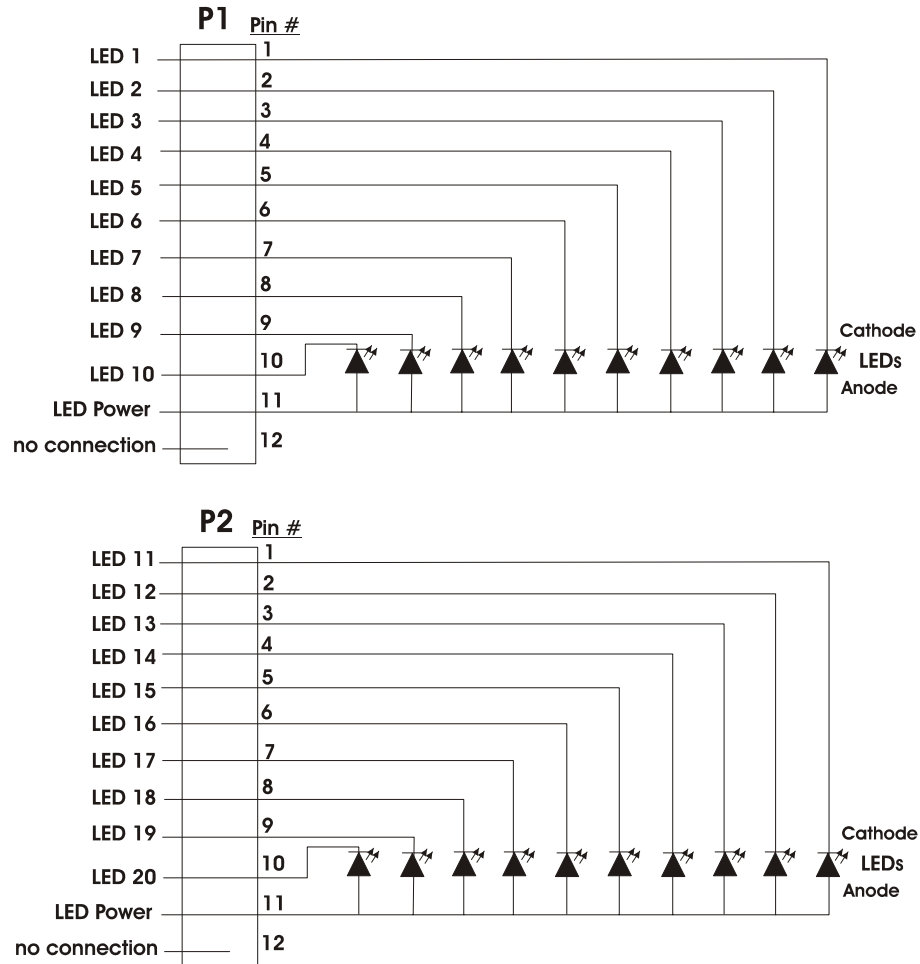 P1 Pin #
LED 1 1
LED 2 2
LED 3 3
LED 4 4
LED 5 5
LED 6 6
LED 7 7
LED 8 8
LED 9 9
Cathode
LED 10 10
LEDs
Anode
LED Power 11
no connection 12
P2 Pin #
LED 11 1
LED 12 2
LED 13 3
LED 14 4
LED 15 5
LED 16 6
LED 17 7
LED 18 8
LED 19 9
Cathode
LED 20 10
LEDs
Anode
LED Power 11
no connection 12